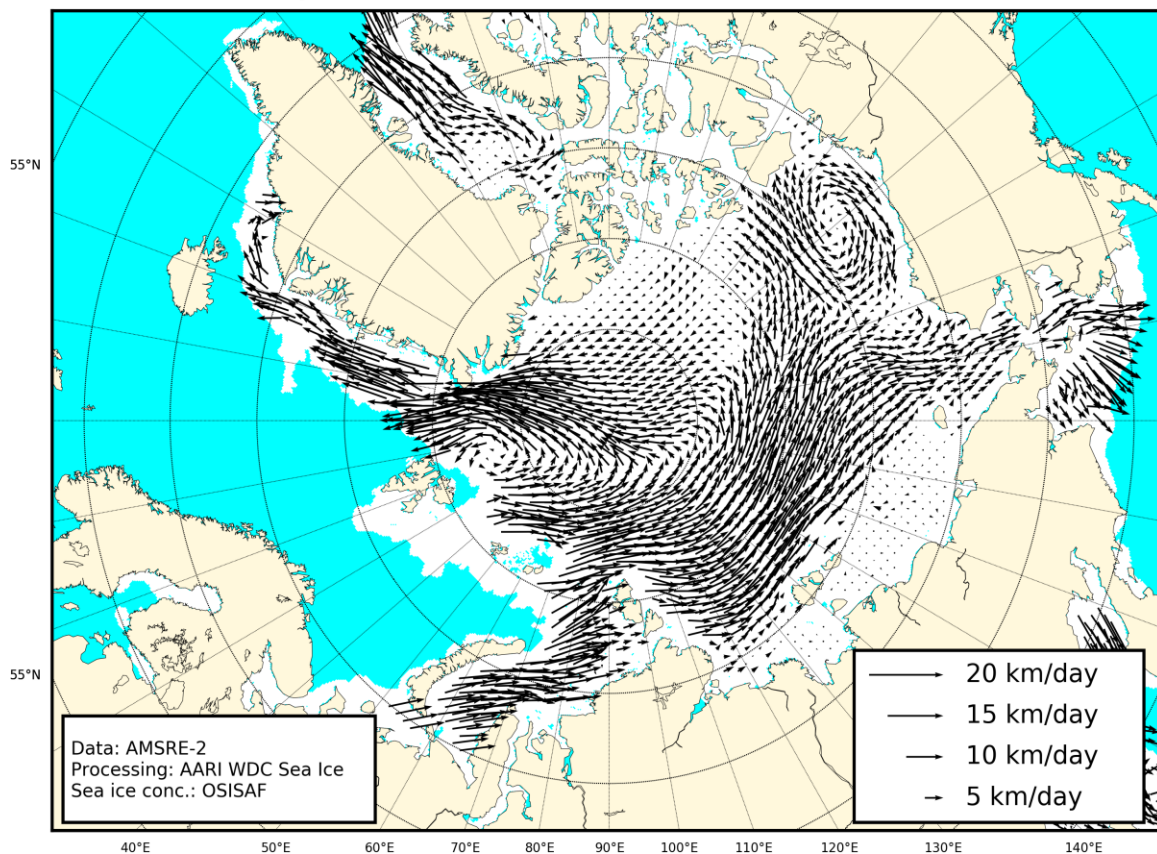 55°N
55°N
Data: AMSRE-2
Processing: AARI WDC Sea Ice
Sea ice conc.: OSISAF
20 km/day
15 km/day
10 km/day
5 km/day
40°E 50°E 60°E 70°E 80°E 90°E 100°E 110°E 120°E 130°E 140°E